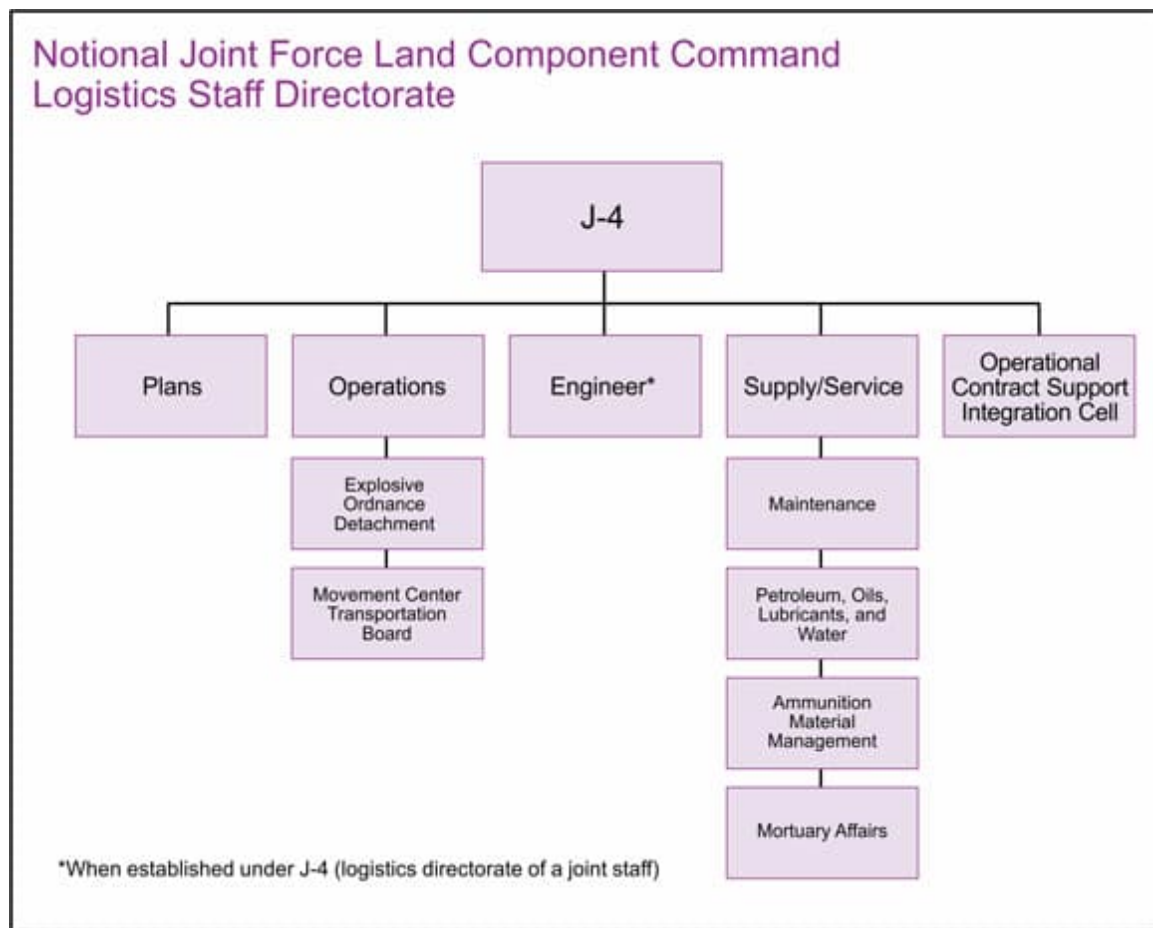 Notional Joint Force Land Component Command
Logistics Staff Directorate
J-4
Plans
Operations
Engineer*
Supply/Service
Operational
Contract Support
Integration Cell
Explosive
Ordnance
Detachment
Movement Center
Transportation
Board
Maintenance
Petroleum, Oils,
Lubricants, and
Water
Ammunition
Material
Management
Mortuary Affairs
*When established under J-4 (logistics directorate of a joint staff)